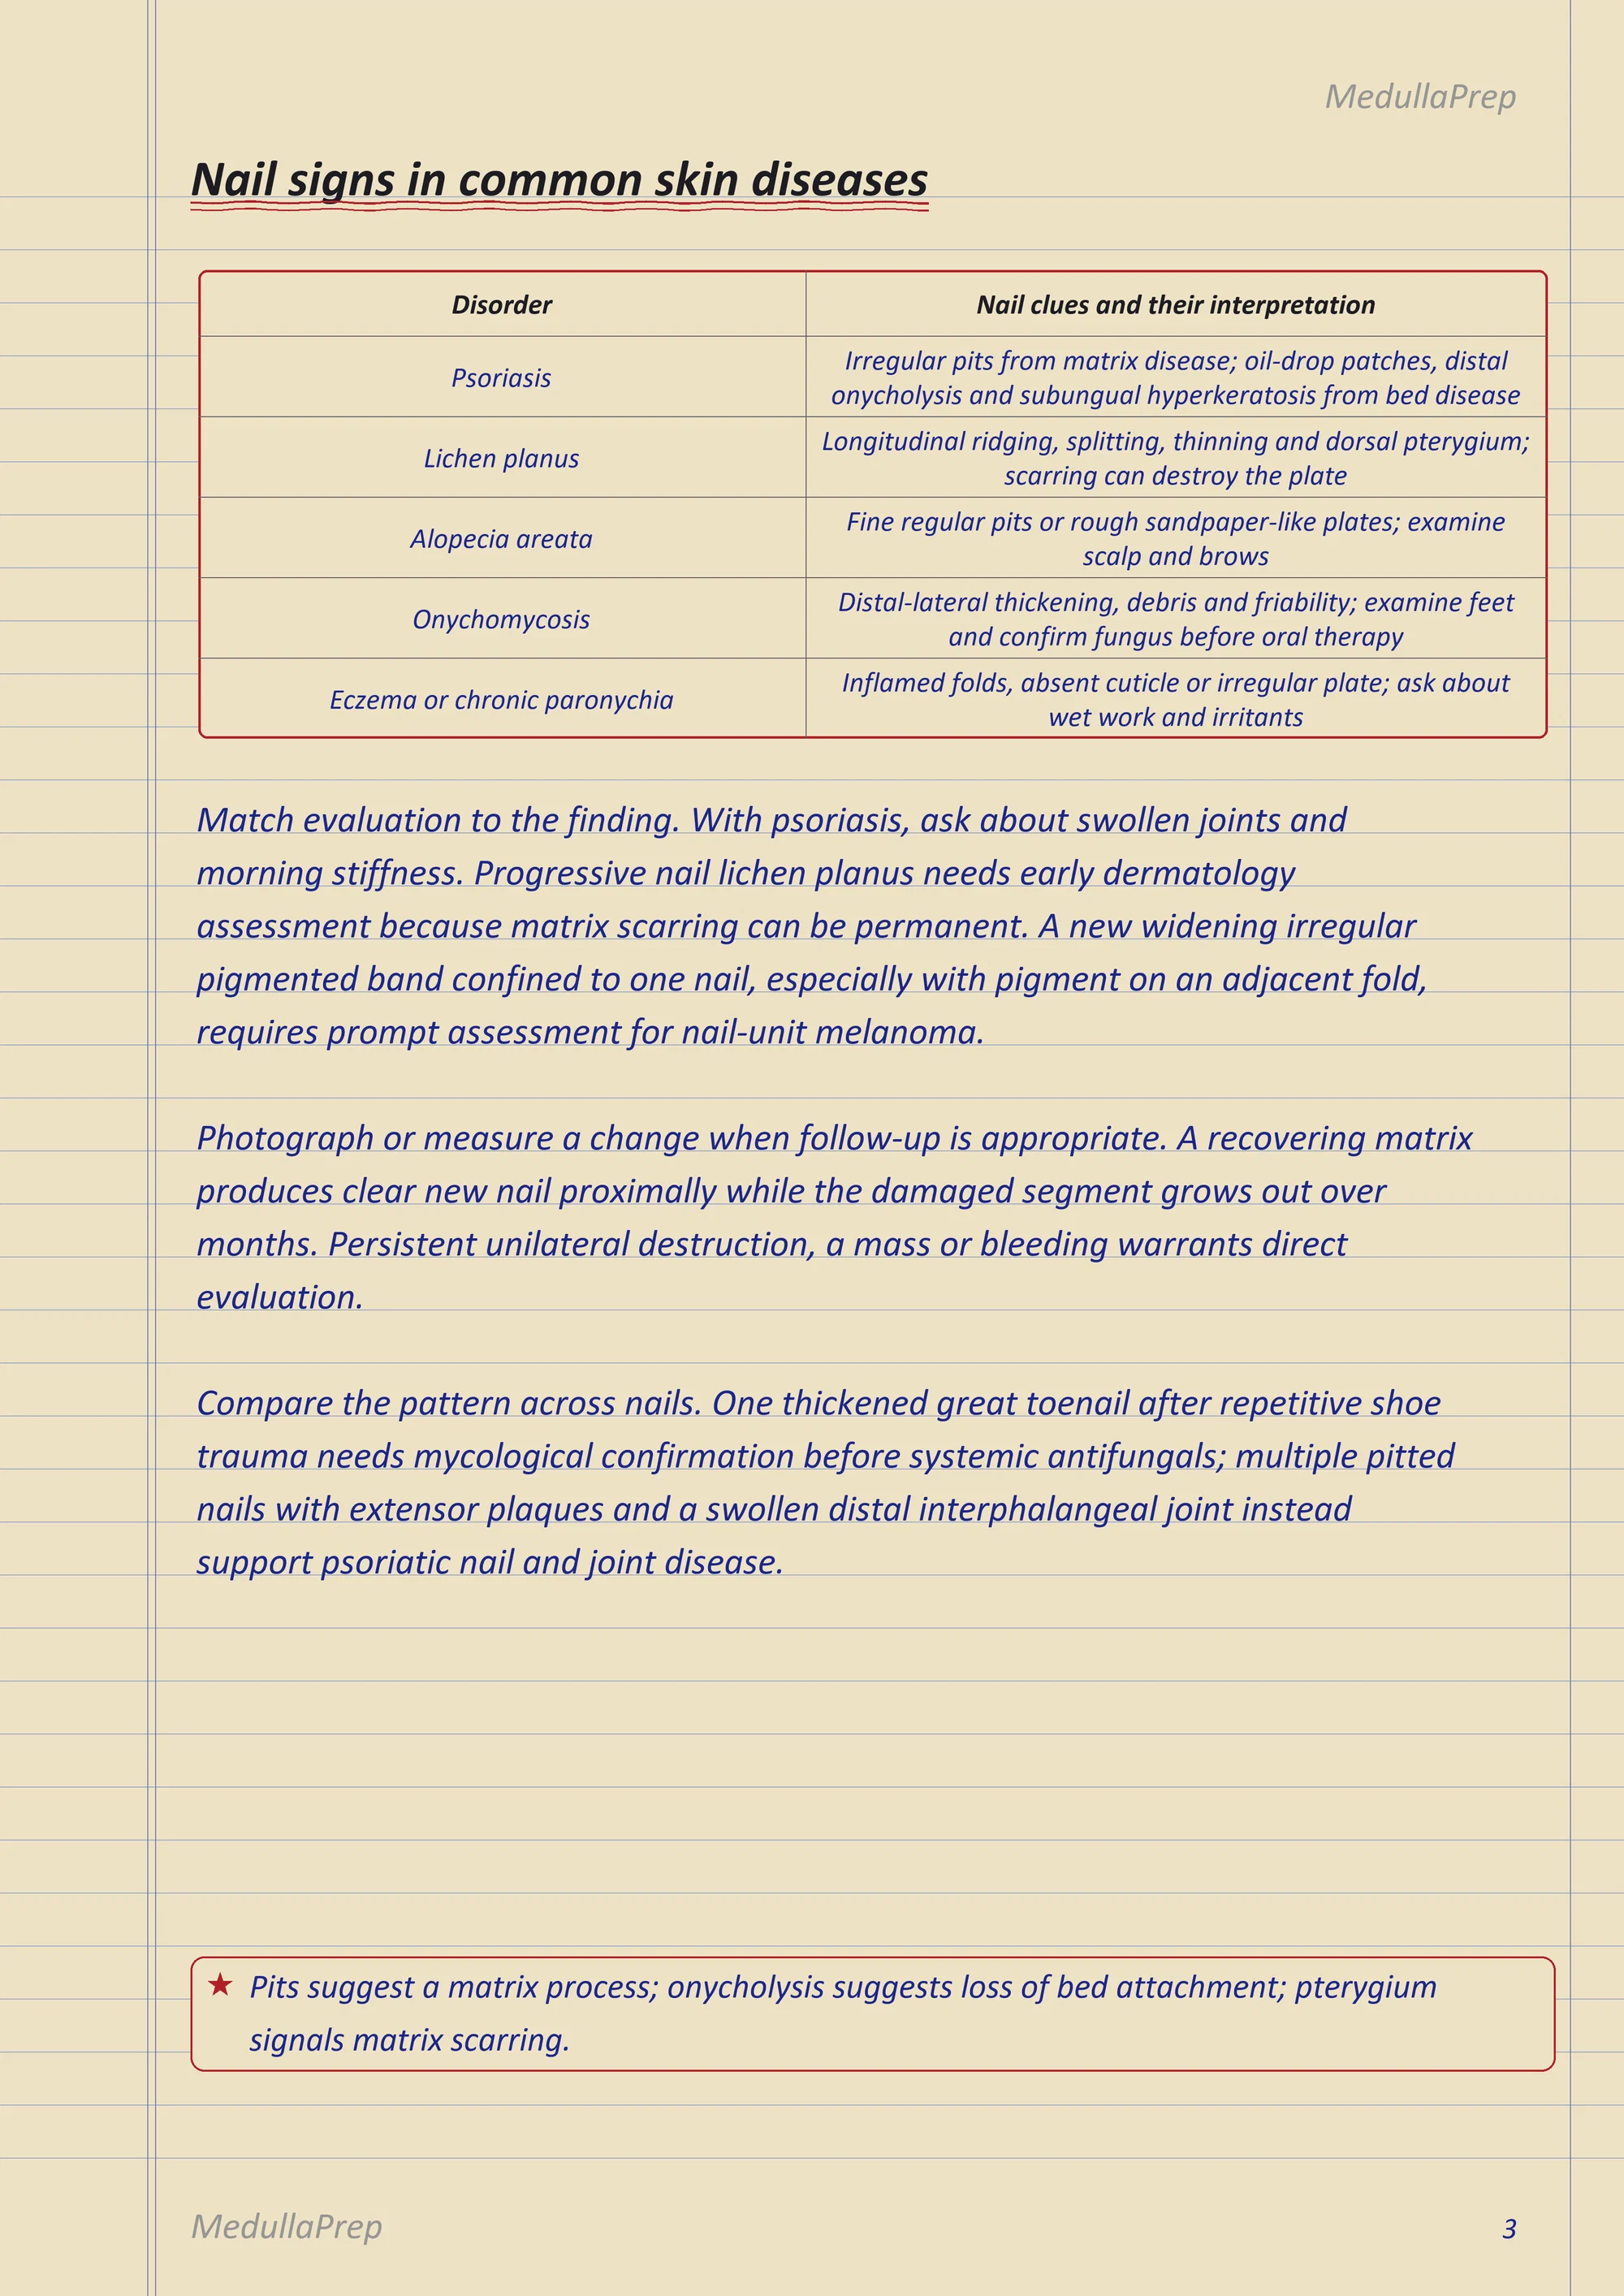 MedullaPrep
Nail signs in common skin diseases
Disorder
Nail clues and their interpretation
Psoriasis
Irregular pits from matrix disease; oil-drop patches, distal
onycholysis and subungual hyperkeratosis from bed disease
Lichen planus
Longitudinal ridging, splitting, thinning and dorsal pterygium;
scarring can destroy the plate
Alopecia areata
Fine regular pits or rough sandpaper-like plates; examine
scalp and brows
Onychomycosis
Distal-lateral thickening, debris and friability; examine feet
and confirm fungus before oral therapy
Eczema or chronic paronychia
Inflamed folds, absent cuticle or irregular plate; ask about
wet work and irritants
Match evaluation to the finding. With psoriasis, ask about swollen joints and
morning stiffness. Progressive nail lichen planus needs early dermatology
assessment because matrix scarring can be permanent. A new widening irregular
pigmented band confined to one nail, especially with pigment on an adjacent fold,
requires prompt assessment for nail-unit melanoma.
Photograph or measure a change when follow-up is appropriate. A recovering matrix
produces clear new nail proximally while the damaged segment grows out over
months. Persistent unilateral destruction, a mass or bleeding warrants direct
evaluation.
Compare the pattern across nails. One thickened great toenail after repetitive shoe
trauma needs mycological confirmation before systemic antifungals; multiple pitted
nails with extensor plaques and a swollen distal interphalangeal joint instead
support psoriatic nail and joint disease.
★ Pits suggest a matrix process; onycholysis suggests loss of bed attachment; pterygium
signals matrix scarring.
MedullaPrep
3